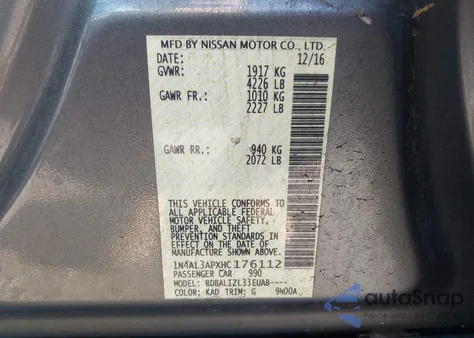 MFD BY NISSAN MOTOR CO., LTD.
DATE: 12/16
GVWR: 1917 KG
4226 LB
GAWR FR.: 1010 KG
2227 LB
GAWR RR.: 940 KG
2072 LB
THIS VEHICLE CONFORMS TO
ALL APPLICABLE FEDERAL
MOTOR VEHICLE SAFETY,
BUMPER, AND THEFT
PREVENTION STANDARDS IN
EFFECT ON THE DATE OF
MANUFACTURE SHOWN ABOVE.
1N4AL3APXHC176112
PASSENGER CAR 990
MODEL: BDBALIZL33EUA8----
COLOR: KAD TRIM: G 9N00A
autoSnap